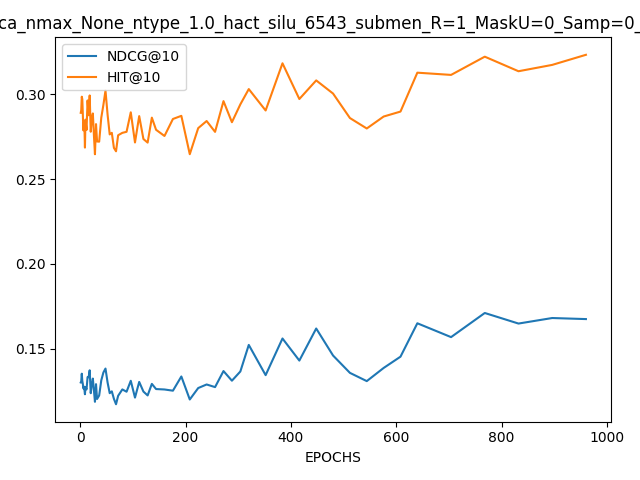 ca_nmax_None_ntype_1.0_hact_silu_6543_submen_R=1_MaskU=0_Samp=0_
NDCG@10
HIT@10
0.30
0.25
0.20
0.15
0 200 400 600 800 1000
EPOCHS